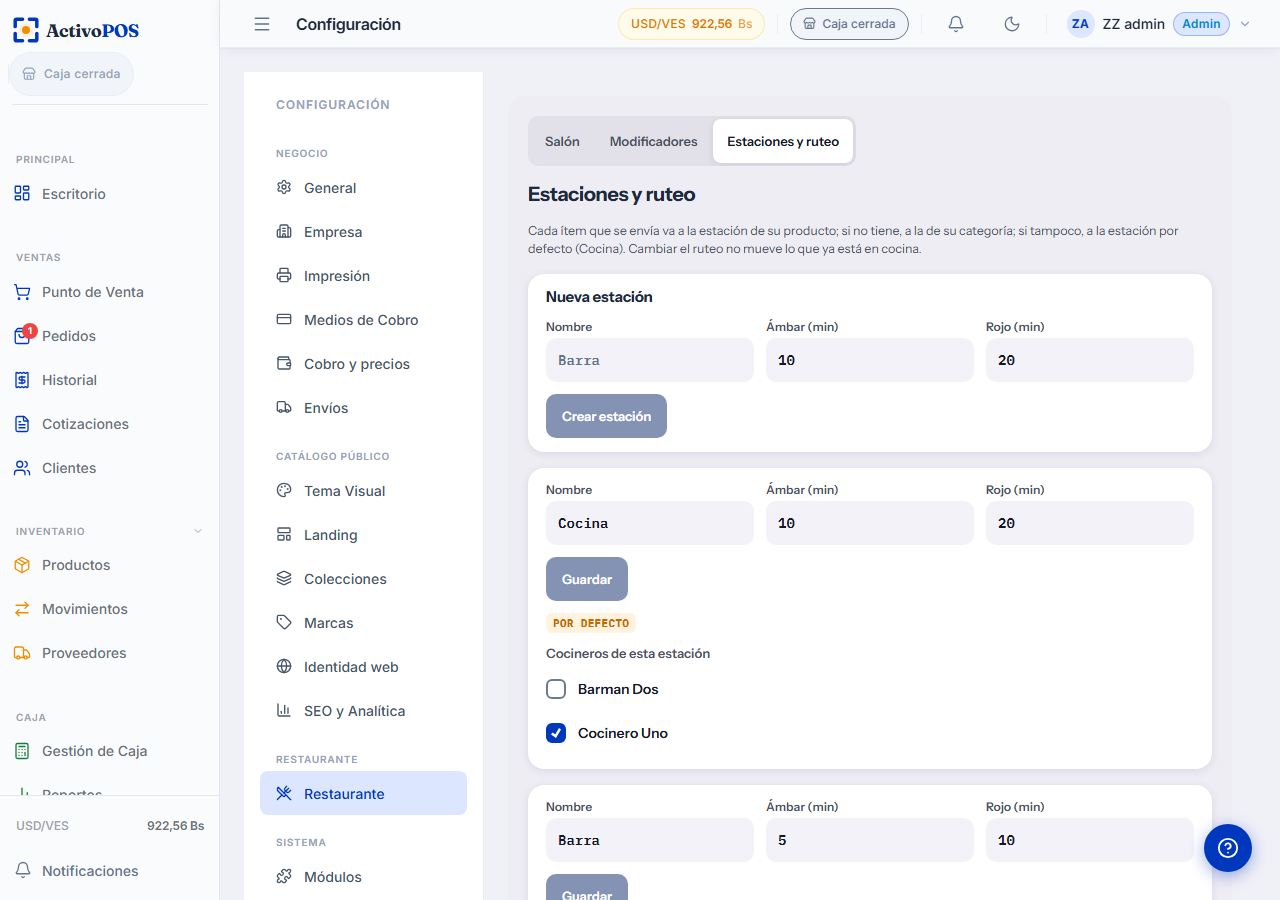 ActivoPOS
Caja cerrada
PRINCIPAL
Escritorio
VENTAS
Punto de Venta
1
Pedidos
Historial
Cotizaciones
Clientes
INVENTARIO
Productos
Movimientos
Proveedores
CAJA
Gestión de Caja
Reportes
USD/VES 922,56 Bs
Notificaciones
Configuración
USD/VES 922,56 Bs
Caja cerrada
ZA ZZ admin Admin
CONFIGURACIÓN
NEGOCIO
General
Empresa
Impresión
Medios de Cobro
Cobro y precios
Envíos
CATÁLOGO PÚBLICO
Tema Visual
Landing
Colecciones
Marcas
Identidad web
SEO y Analítica
RESTAURANTE
Restaurante
SISTEMA
Módulos
Salón Modificadores Estaciones y ruteo
Estaciones y ruteo
Cada ítem que se envía va a la estación de su producto; si no tiene, a la de su categoría; si tampoco, a la estación por
defecto (Cocina). Cambiar el ruteo no mueve lo que ya está en cocina.
Nueva estación
Nombre Ámbar (min) Rojo (min)
Barra 10 20
Crear estación
Nombre Ámbar (min) Rojo (min)
Cocina 10 20
Guardar
POR DEFECTO
Cocineros de esta estación
Barman Dos
Cocinero Uno
Nombre Ámbar (min) Rojo (min)
Barra 5 10
Guardar